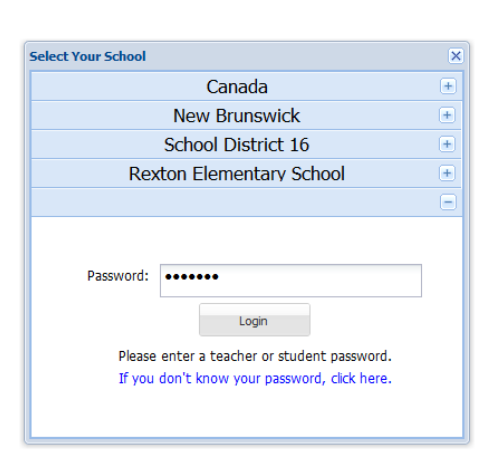 Select Your School
Canada
New Brunswick
School District 16
Rexton Elementary School
Password: •••••••
Login
Please enter a teacher or student password.
If you don't know your password, click here.